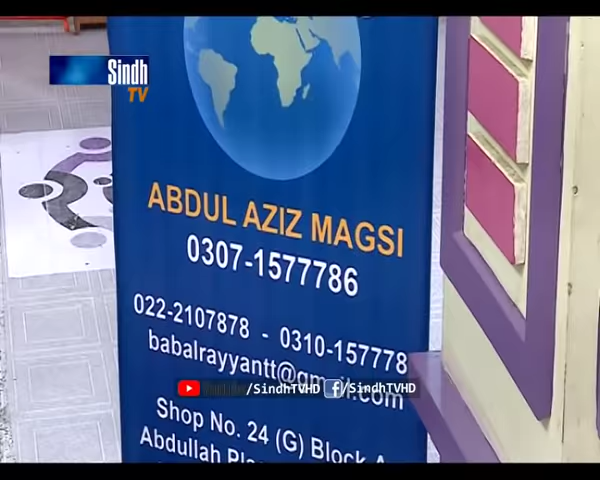 Sindh
TV
ABDUL AZIZ MAGSI
0307-1577786
022-2107878 - 0310-157778
babalrayyantt@gmail.com
/SindhTVHD /SindhTVHD
Shop No. 24 (G) Block A
Abdullah